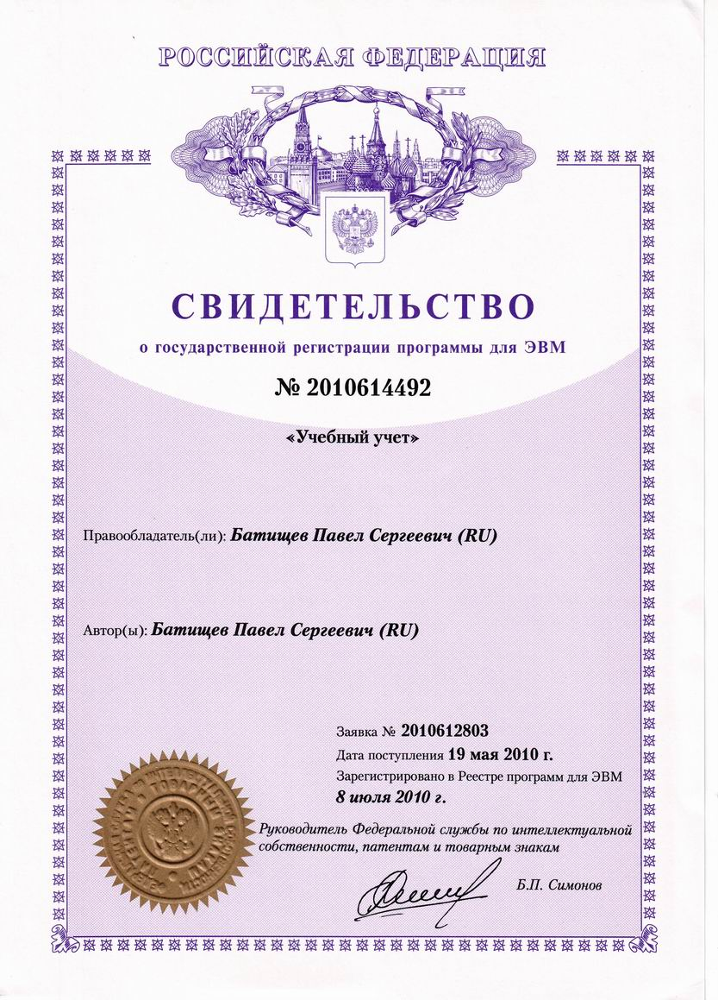 РОССИЙСКАЯ ФЕДЕРАЦИЯ
СВИДЕТЕЛЬСТВО
о государственной регистрации программы для ЭВМ
№ 2010614492
«Учебный учет»
Правообладатель(ли): Батищев Павел Сергеевич (RU)
Автор(ы): Батищев Павел Сергеевич (RU)
Заявка № 2010612803
Дата поступления 19 мая 2010 г.
Зарегистрировано в Реестре программ для ЭВМ
8 июля 2010 г.
Руководитель Федеральной службы по интеллектуальной
собственности, патентам и товарным знакам
Б.П. Симонов